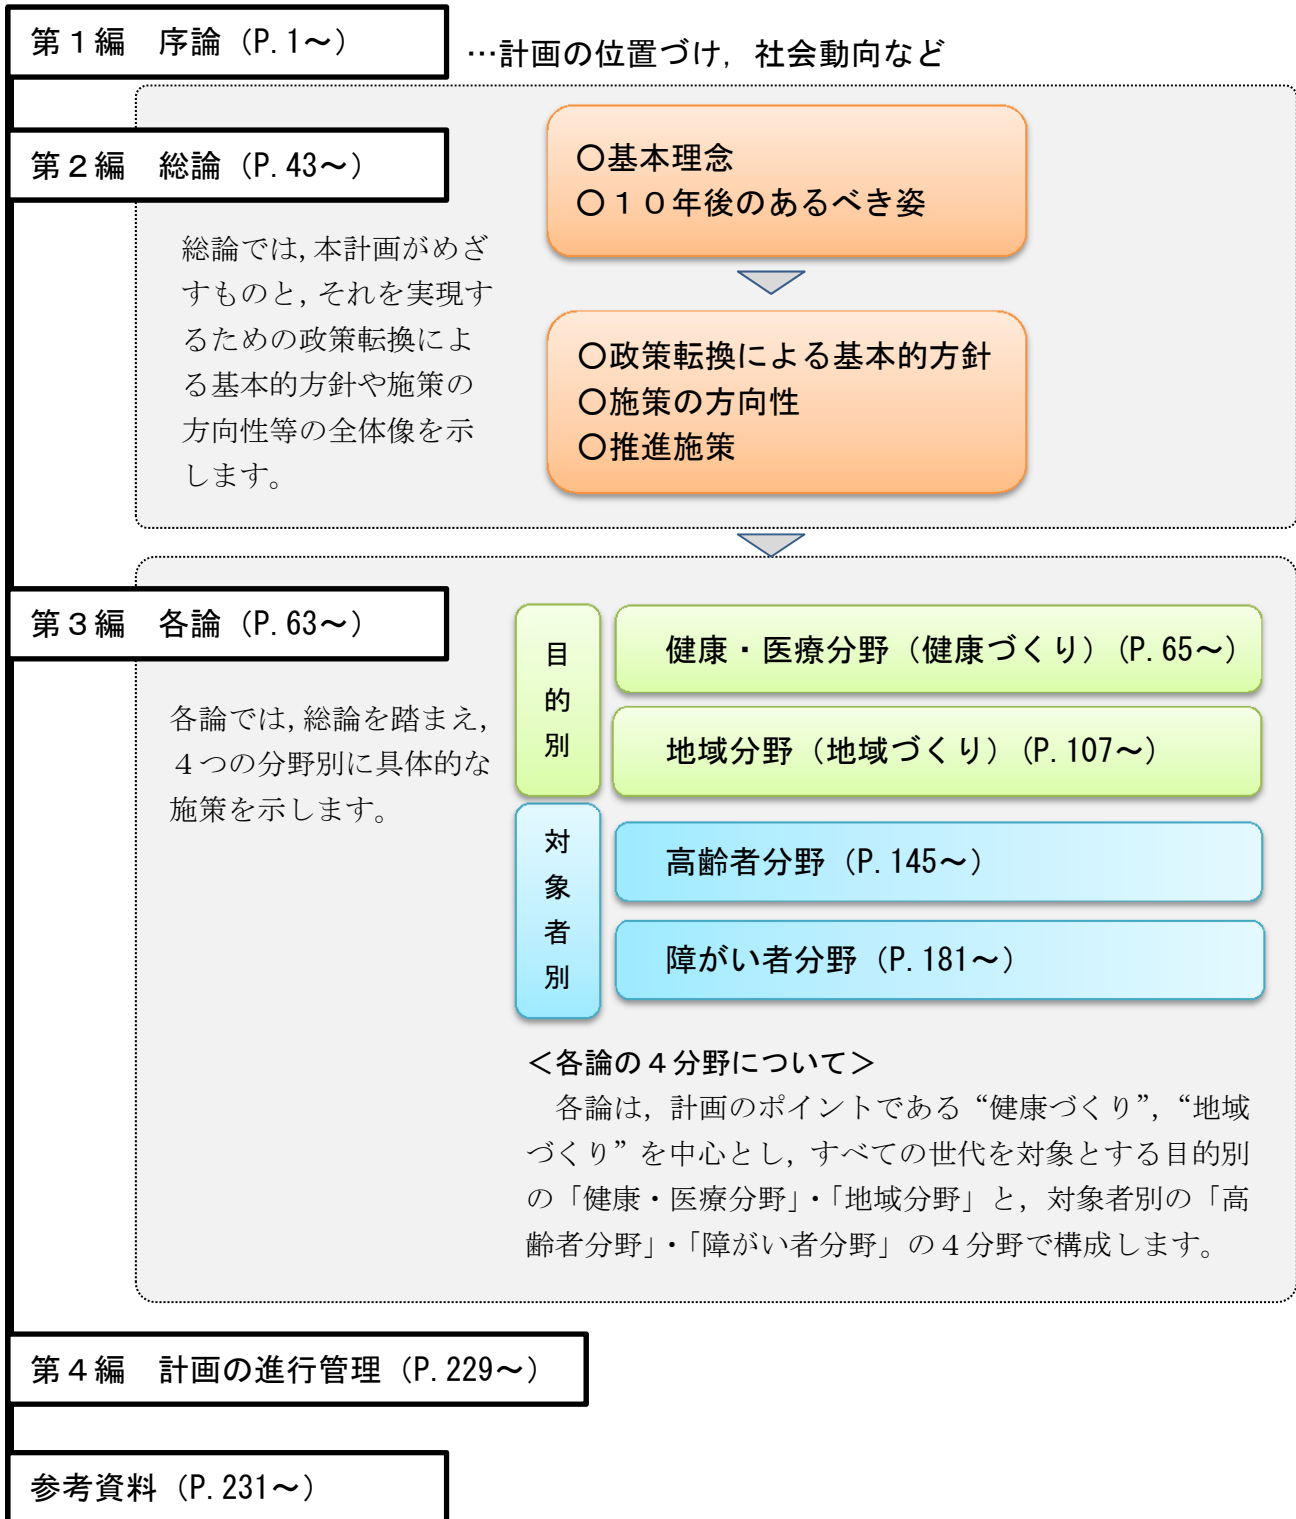 第１編　序論（P. 1～）
…計画の位置づけ，社会動向など
第２編　総論（P. 43～）
総論では，本計画がめざ
すものと，それを実現す
るための政策転換によ
る基本的方針や施策の
方向性等の全体像を示
します。
○基本理念
○１０年後のあるべき姿
○政策転換による基本的方針
○施策の方向性
○推進施策
第３編　各論（P. 63～）
各論では，総論を踏まえ，
４つの分野別に具体的な
施策を示します。
目的別
健康・医療分野（健康づくり）（P. 65～）
地域分野（地域づくり）（P. 107～）
対象者別
高齢者分野（P. 145～）
障がい者分野（P. 181～）
＜各論の４分野について＞
　各論は，計画のポイントである“健康づくり”，“地域
づくり”を中心とし，すべての世代を対象とする目的別
の「健康・医療分野」・「地域分野」と，対象者別の「高
齢者分野」・「障がい者分野」の４分野で構成します。
第４編　計画の進行管理（P. 229～）
参考資料（P. 231～）